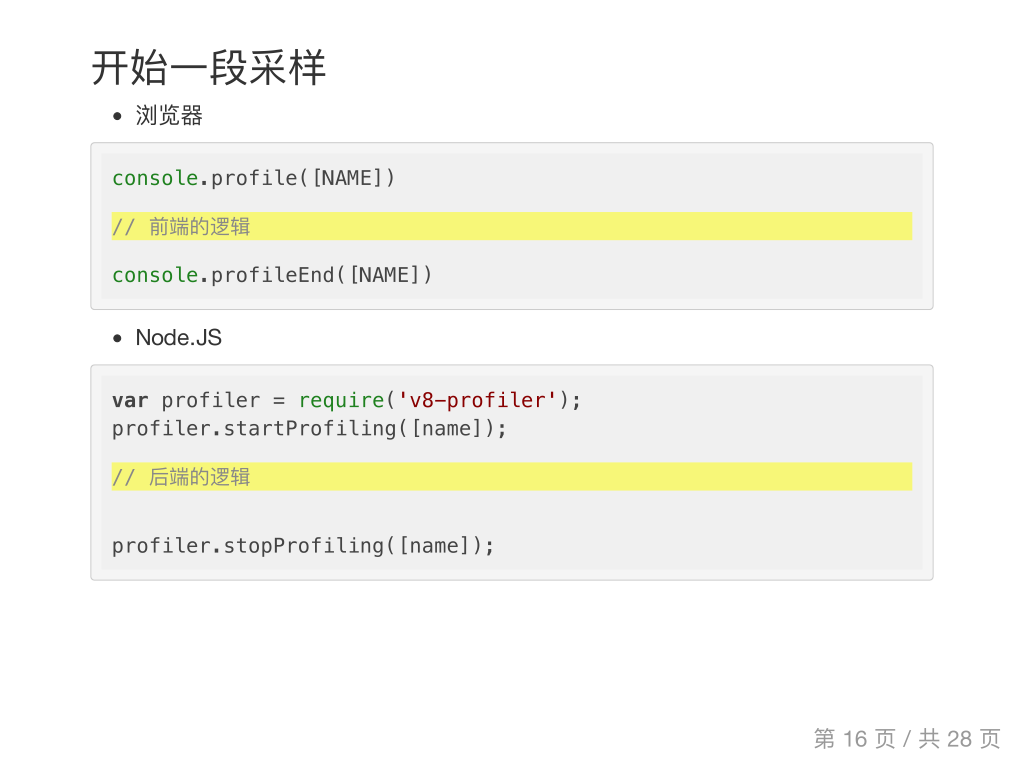 开始一段采样
• 浏览器
console.profile([NAME])
// 前端的逻辑
console.profileEnd([NAME])
• Node.JS
var profiler = require('v8-profiler');
profiler.startProfiling([name]);
// 后端的逻辑
profiler.stopProfiling([name]);
第 16 页 / 共 28 页